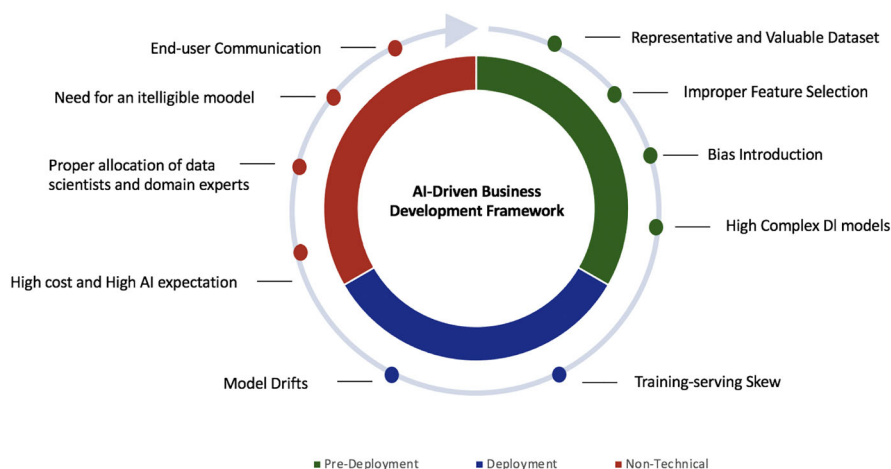 End-user Communication
Representative and Valuable Dataset
Need for an itelligible moodel
Improper Feature Selection
Proper allocation of data
scientists and domain experts
Bias Introduction
AI-Driven Business
Development Framework
High Complex Dl models
High cost and High AI expectation
Model Drifts
Training-serving Skew
Pre-Deployment
Deployment
Non-Technical